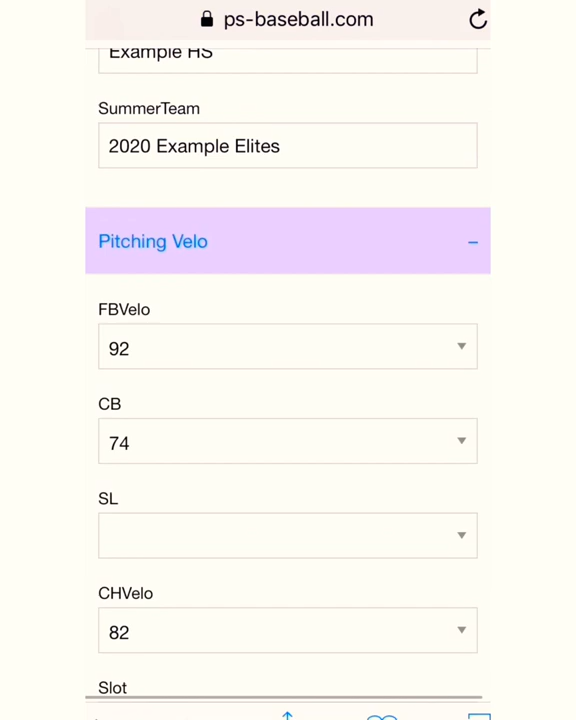 ps-baseball.com
Example HS
SummerTeam
2020 Example Elites
Pitching Velo
FBVelo
92
CB
74
SL
CHVelo
82
Slot